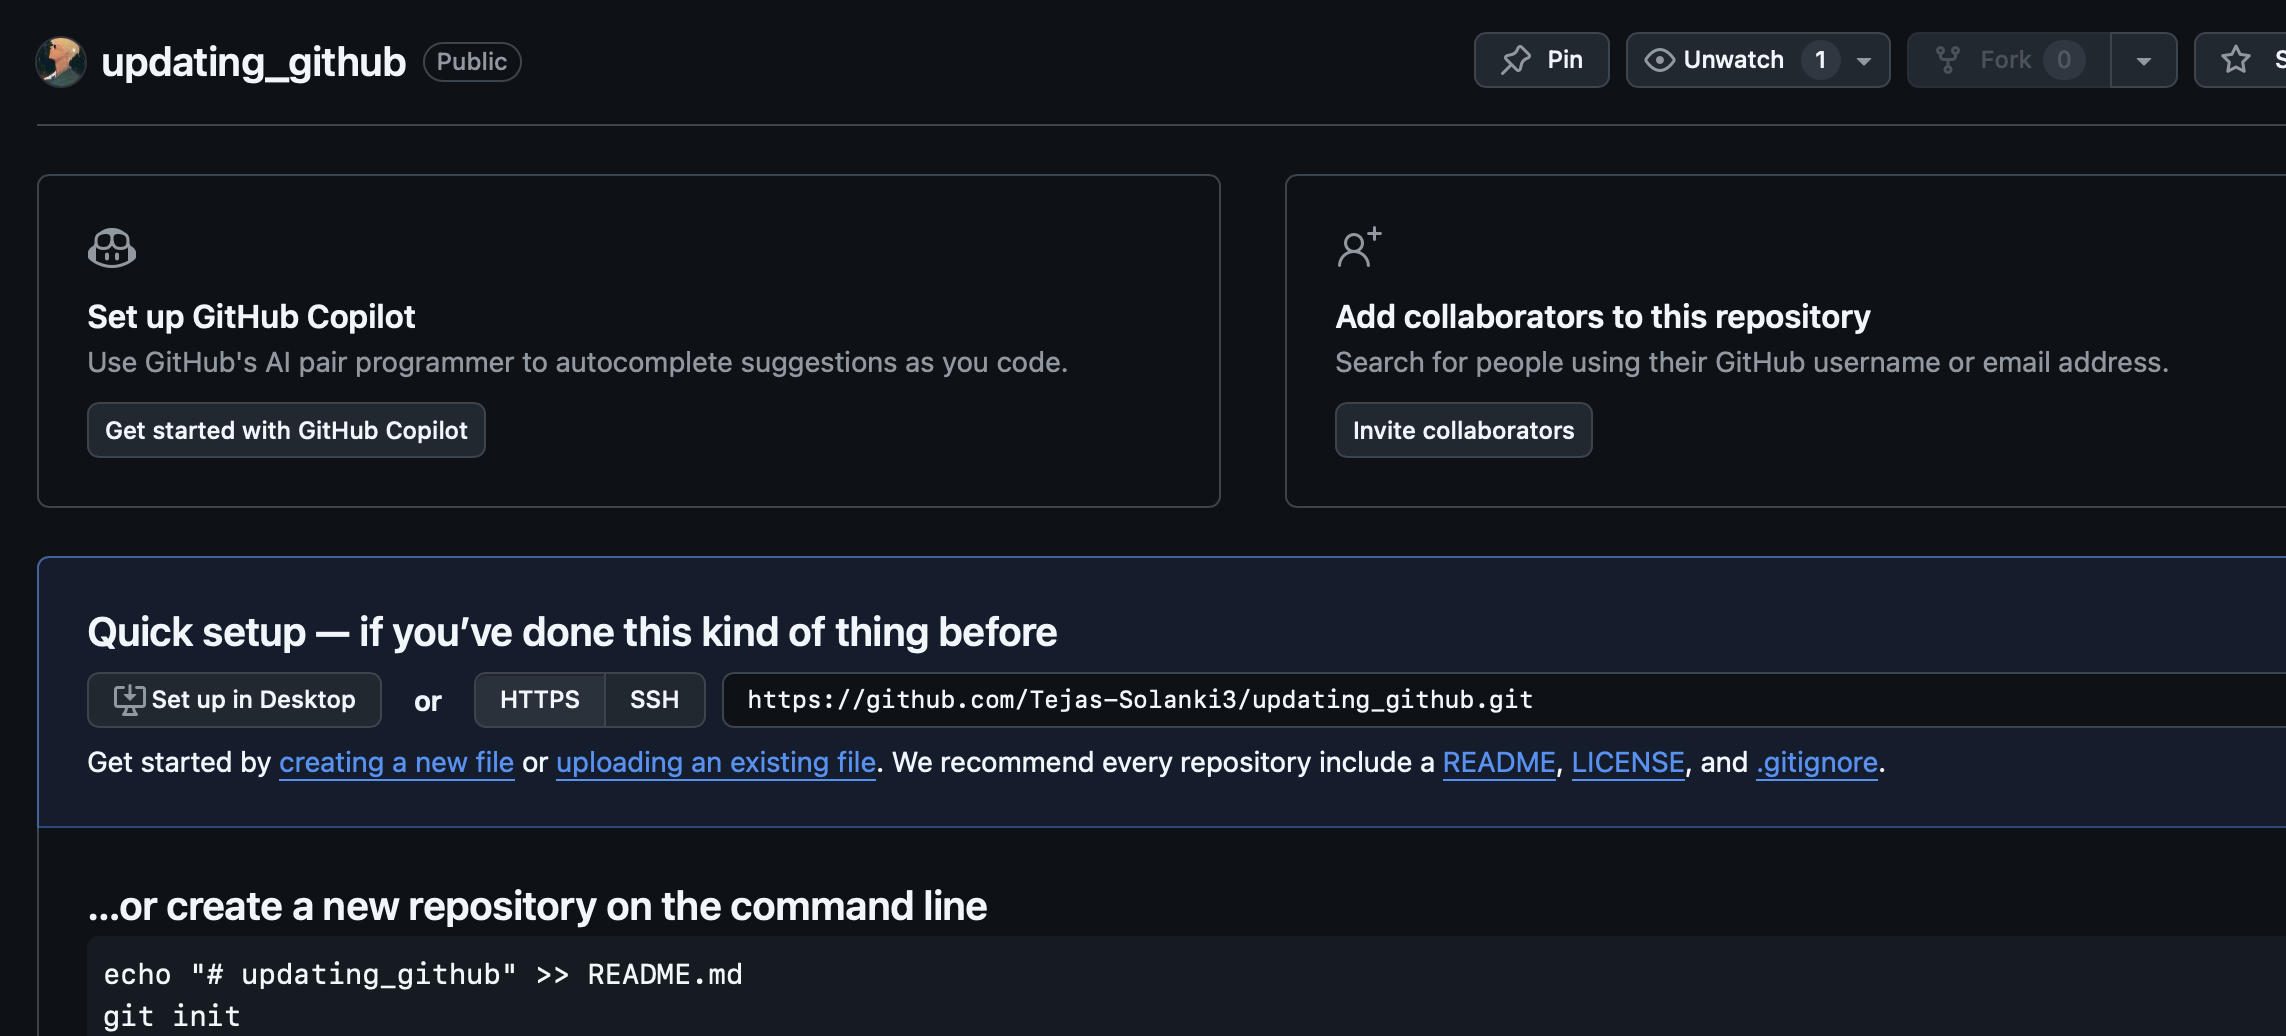 updating_github Public Pin Unwatch 1 Fork 0
Set up GitHub Copilot
Use GitHub's AI pair programmer to autocomplete suggestions as you code.
Get started with GitHub Copilot
Add collaborators to this repository
Search for people using their GitHub username or email address.
Invite collaborators
Quick setup — if you’ve done this kind of thing before
Set up in Desktop or HTTPS SSH https://github.com/Tejas-Solanki3/updating_github.git
Get started by creating a new file or uploading an existing file. We recommend every repository include a README, LICENSE, and .gitignore.
…or create a new repository on the command line
echo "# updating_github" >> README.md
git init